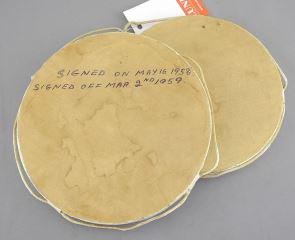 SIGNED ON MAY 16 1958
SIGNED OFF MAR 2ND 1959.